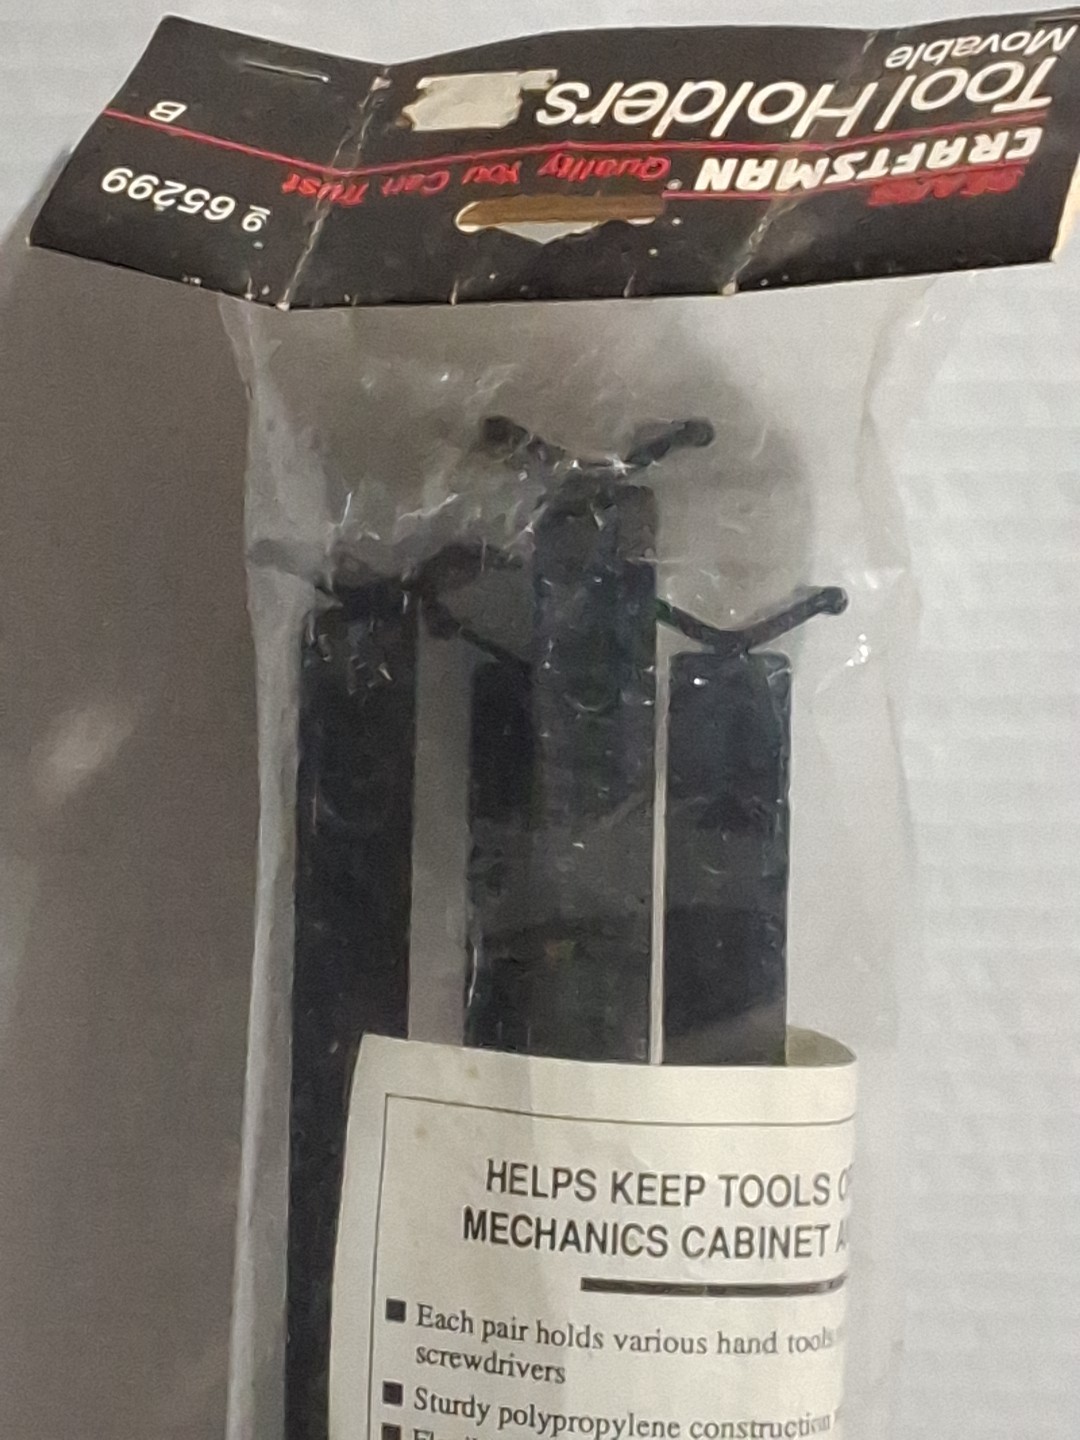 Movable
Tool Holders
SEARS
CRAFTSMAN® Quality You Can Trust
B
9 65299
HELPS KEEP TOOLS
MECHANICS CABINET
Each pair holds various hand tools
screwdrivers
Sturdy polypropylene construction